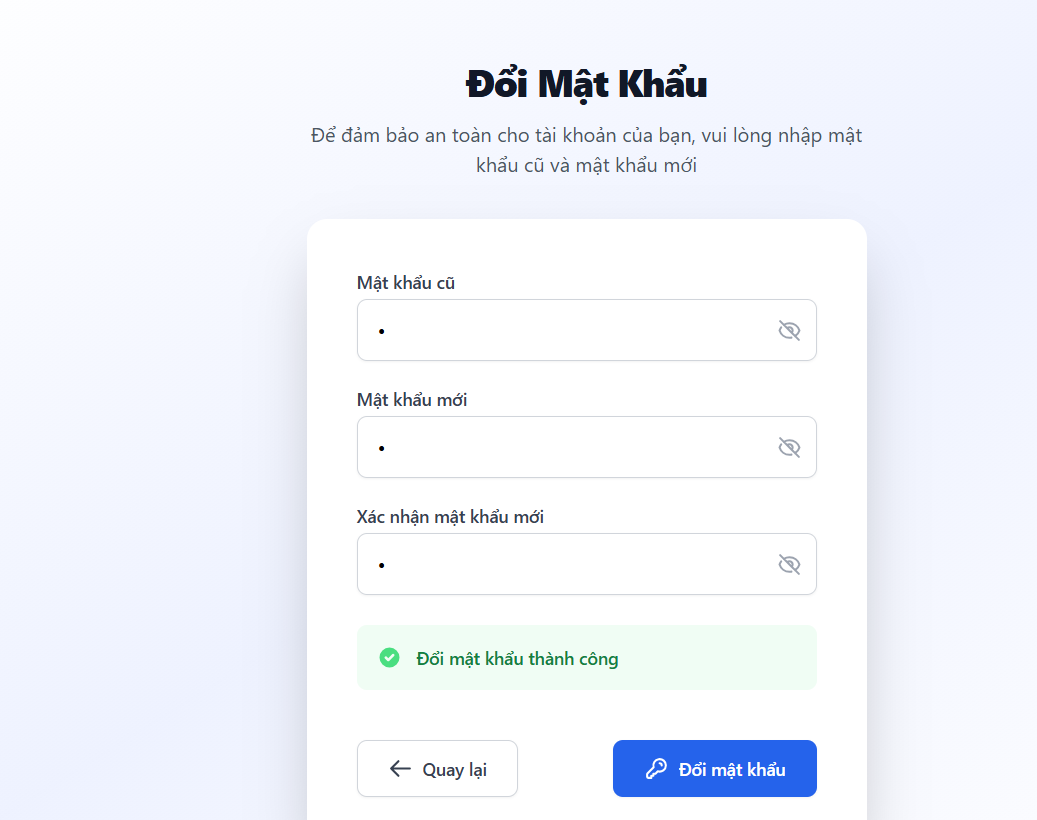 Đổi Mật Khẩu
Để đảm bảo an toàn cho tài khoản của bạn, vui lòng nhập mật
khẩu cũ và mật khẩu mới
Mật khẩu cũ
Mật khẩu mới
Xác nhận mật khẩu mới
Đổi mật khẩu thành công
Quay lại
Đổi mật khẩu